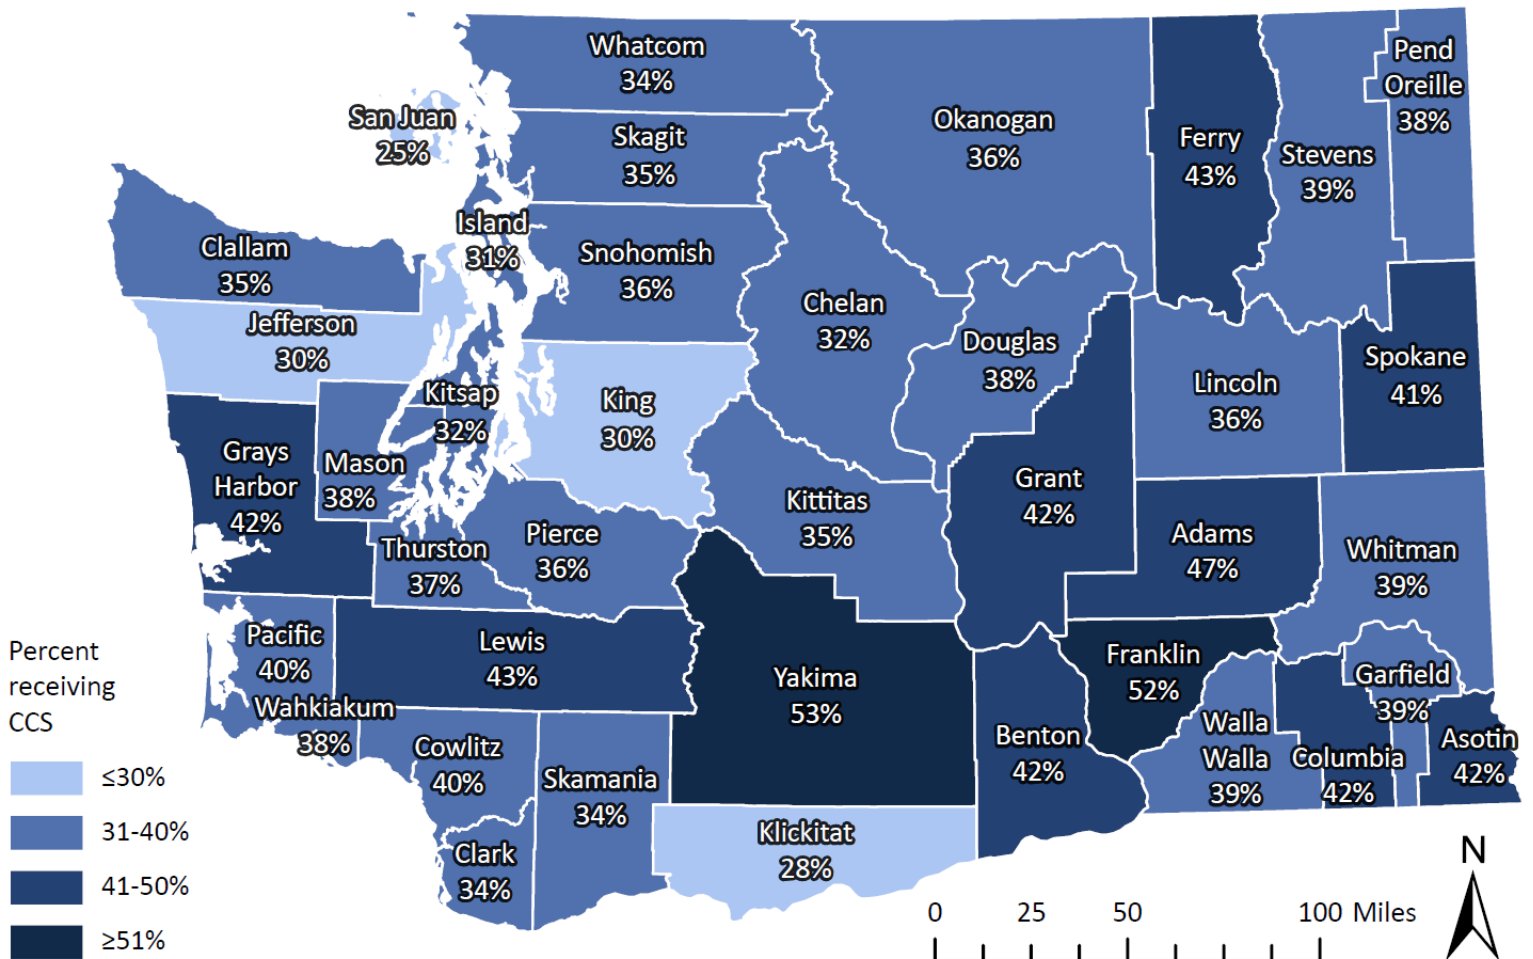 Whatcom
34%
San Juan
25%
Skagit
35%
Okanogan
36%
Ferry
43%
Stevens
39%
Pend
Oreille
38%
Clallam
35%
Island
31%
Snohomish
36%
Jefferson
30%
Chelan
32%
Douglas
38%
Lincoln
36%
Spokane
41%
Kitsap
32%
King
30%
Grays
Harbor
42%
Mason
38%
Thurston
37%
Pierce
36%
Kittitas
35%
Grant
42%
Adams
47%
Whitman
39%
Pacific
40%
Lewis
43%
Yakima
53%
Franklin
52%
Garfield
39%
Wahkiakum
38%
Cowlitz
40%
Skamania
34%
Benton
42%
Walla
Walla
39%
Columbia
42%
Asotin
42%
Clark
34%
Klickitat
28%
Percent
receiving
CCS
≤30%
31-40%
41-50%
≥51%
0 25 50 100 Miles
N